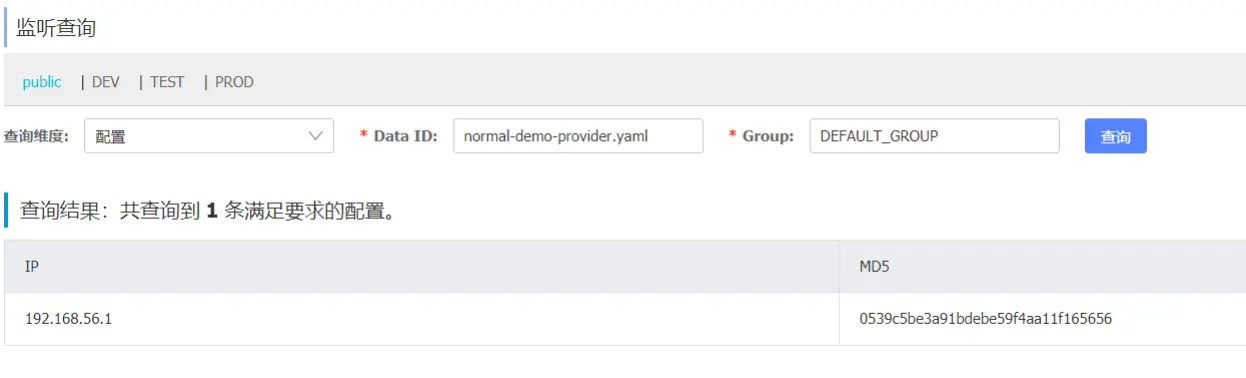 监听查询
public | DEV | TEST | PROD
查询维度: 配置 * Data ID: normal-demo-provider.yaml * Group: DEFAULT_GROUP 查询
查询结果：共查询到 1 条满足要求的配置。
IP MD5
192.168.56.1 0539c5be3a91bdebe59f4aa11f165656